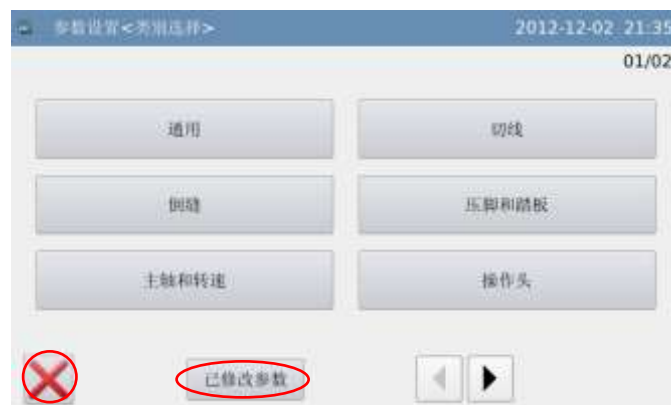 参数设置<类别选择> 2012-12-02 21:35
01/02
通用 切线
倒缝 压脚和踏板
主轴和转速 操作头
已修改参数